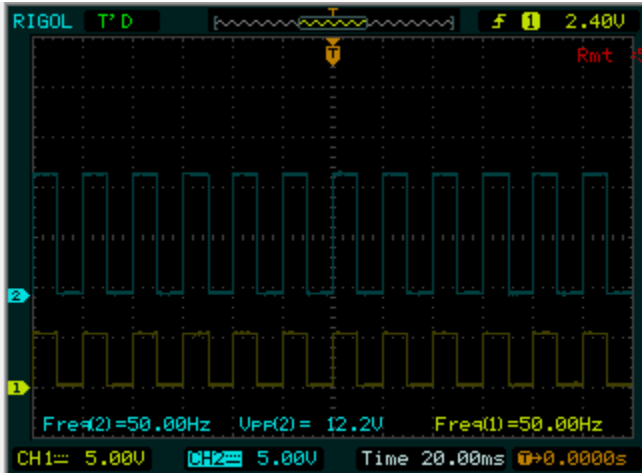 RIGOL T'D T f 1 2.40V
T Rmt
2
1
Freq(2)=50.00Hz Vpp(2)= 12.2V Freq(1)=50.00Hz
CH1 5.00V CH2 5.00V Time 20.00ms T→0.0000s